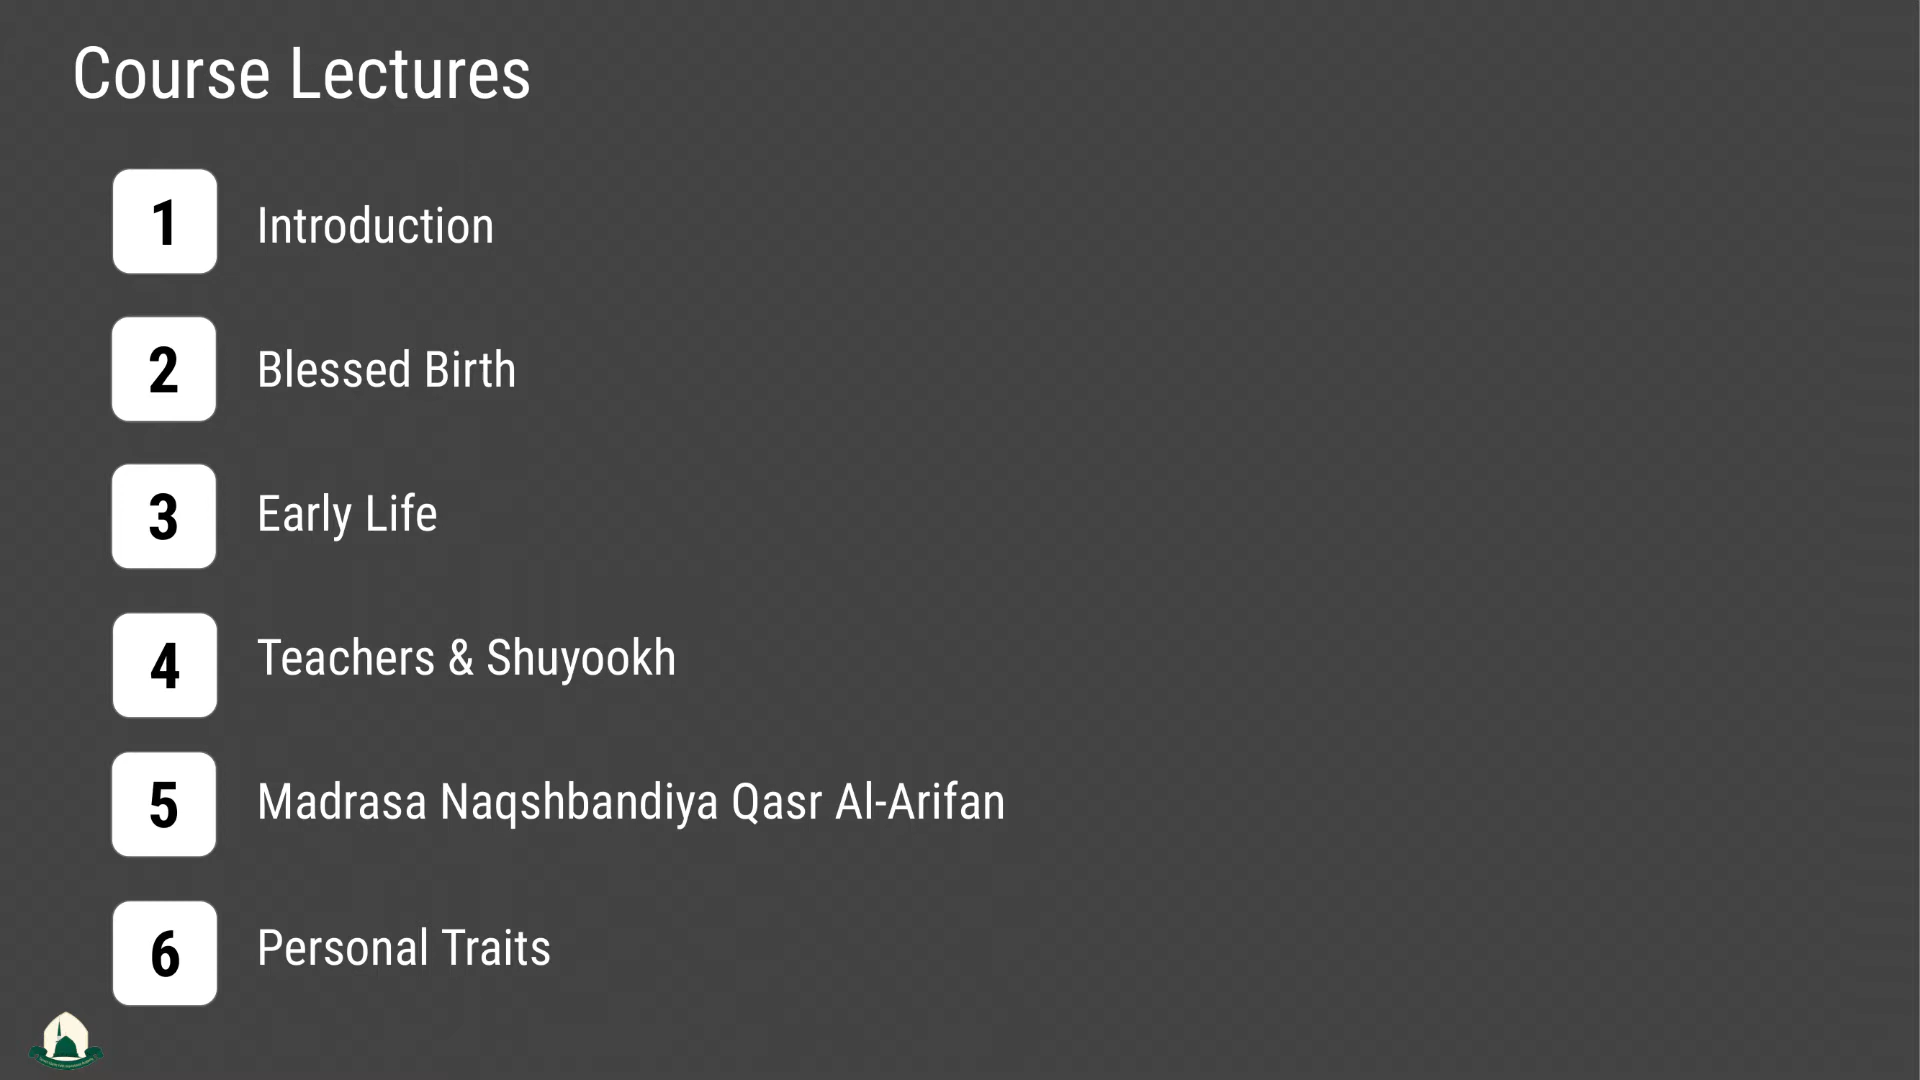 Course Lectures
1 Introduction
2 Blessed Birth
3 Early Life
4 Teachers & Shuyookh
5 Madrasa Naqshbandiya Qasr Al-Arifan
6 Personal Traits